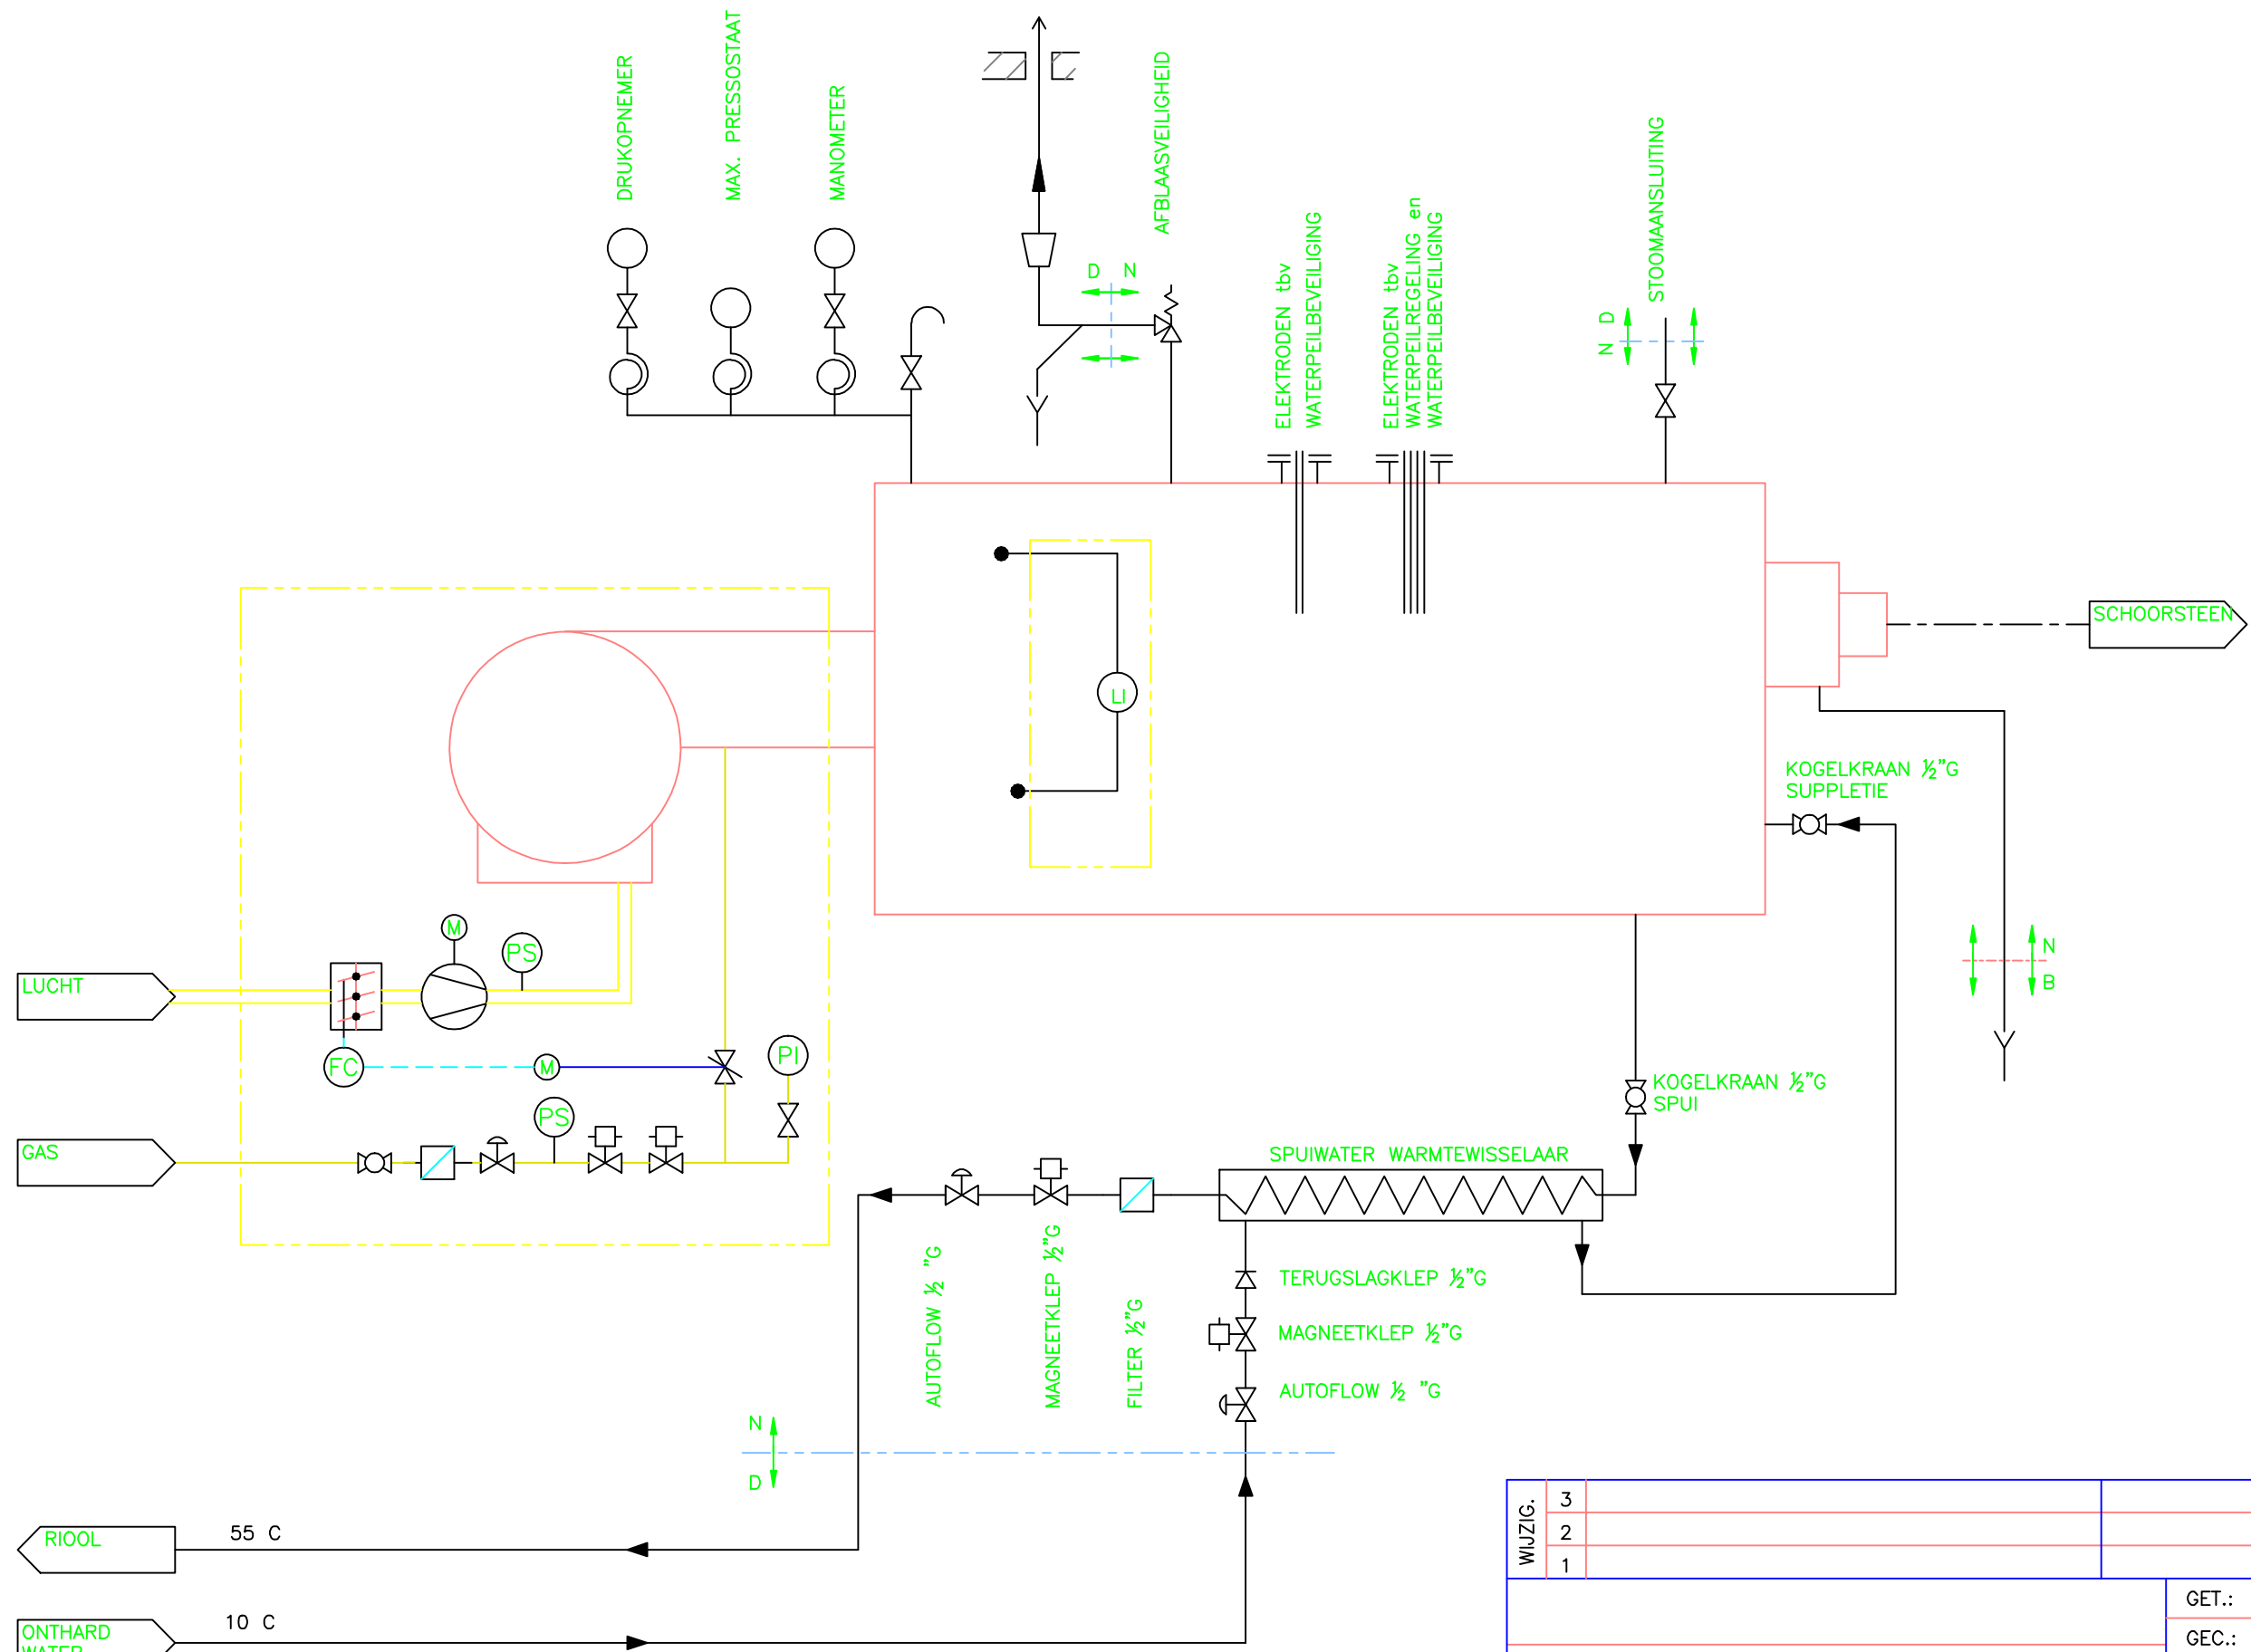 DRUKOPNEMER
MAX. PRESSOSTAAT
MANOMETER
AFBLAASVEILIGHEID
D N
ELEKTRODEN tbv
WATERPEILBEVEILIGING
ELEKTRODEN tbv
WATERPEILREGELING en
WATERPEILBEVEILIGING
STOOMAANSLUITING
N D
SCHOORSTEEN
LI
KOGELKRAAN ½"G
SUPPLETIE
N
B
M
PS
LUCHT
FC
M
PI
PS
GAS
KOGELKRAAN ½"G
SPUI
SPUIWATER WARMTEWISSELAAR
AUTOFLOW ½ "G
MAGNEETKLEP ½"G
FILTER ½"G
TERUGSLAGKLEP ½"G
MAGNEETKLEP ½"G
AUTOFLOW ½ "G
N
D
RIOOL
55 C
10 C
ONTHARD
WATER
WIJZIG.
3
2
1
GET.:
GEC.: